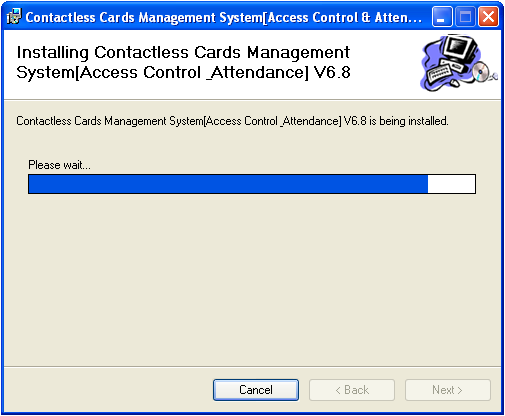 Contactless Cards Management System[Access Control & Atten...
Installing Contactless Cards Management
System[Access Control _Attendance] V6.8
Contactless Cards Management System[Access Control _Attendance] V6.8 is being installed.
Please wait...
Cancel
< Back
Next >